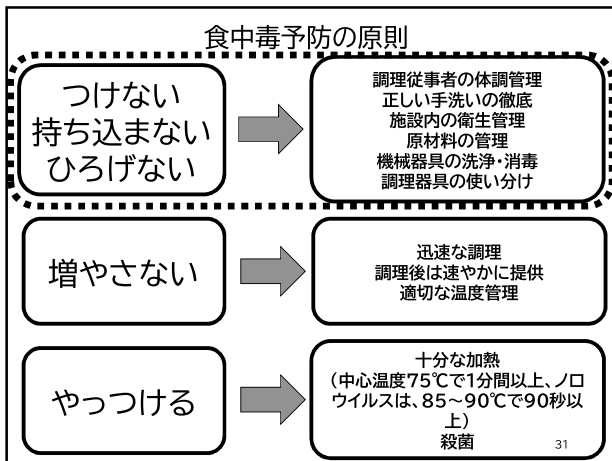 食中毒予防の原則
つけない
持ち込まない
ひろげない
調理従事者の体調管理
正しい手洗いの徹底
施設内の衛生管理
原材料の管理
機械器具の洗浄・消毒
調理器具の使い分け
増やさない
迅速な調理
調理後は速やかに提供
適切な温度管理
やっつける
十分な加熱
(中心温度75℃で1分間以上、ノロ
ウイルスは、85～90℃で90秒以
上)
殺菌
31